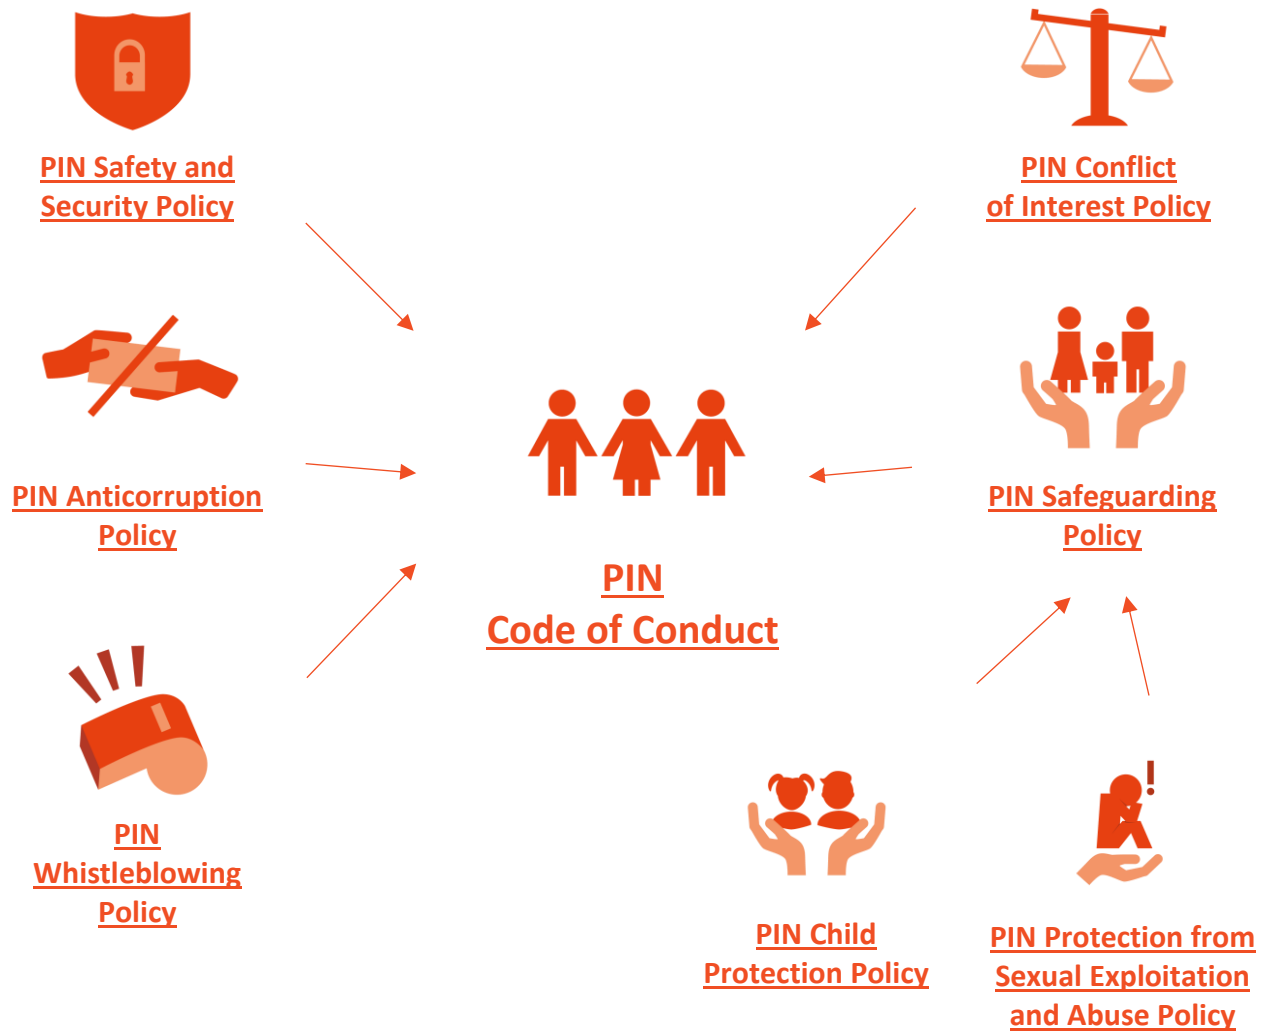 PIN Safety and
Security Policy
PIN Conflict
of Interest Policy
PIN Anticorruption
Policy
PIN Safeguarding
Policy
PIN
Code of Conduct
PIN
Whistleblowing
Policy
PIN Child
Protection Policy
PIN Protection from
Sexual Exploitation
and Abuse Policy